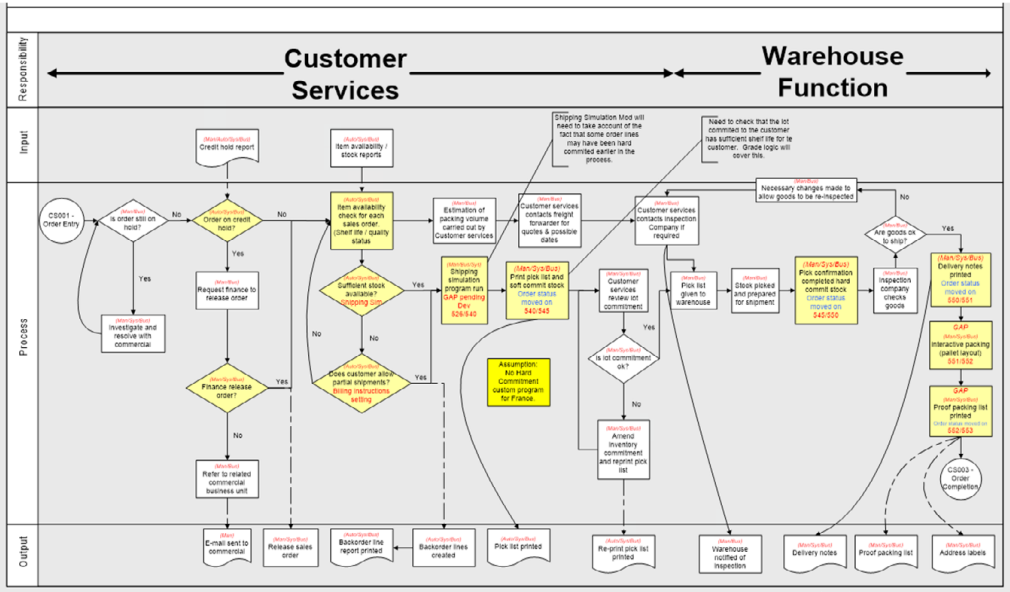 Responsibility
Customer
Services
Warehouse
Function
Input
(Man/Auto/Sys/Bus)
Credit hold report
(Auto/Sys/Bus)
Item availability /
stock reports
Shipping Simulation Mod will
need to take account of the
fact that some order lines
may have been hard
commited earlier in the
process.
Need to check that the lot
commited to the customer
has sufficient shelf life for te
customer. Grade logic will
cover this.
Process
CS001 -
Order Entry
(Man/Bus)
Is order still on
hold?
No
Yes
(Man/Bus)
Investigate and
resolve with
commercial
(Auto/Sys/Bus)
Order on credit
hold?
No
Yes
(Man/Bus)
Request finance to
release order
(Man/Sys/Bus)
Finance release
order?
Yes
No
(Man/Bus)
Refer to related
commercial
business unit
(Auto/Sys/Bus)
Item availability
check for each
sales order.
(Shelf life / quality
status
(Auto/Sys/Bus)
Sufficient stock
available?
Shipping Sim
Yes
No
No
(Man/Sys/Bus)
Does customer allow
partial shipments?
Billing Instructions
setting
Yes
(Man/Bus)
Estimation of
packing volume
carried out by
Customer services
(Man/Bus)
Customer services
contacts freight
forwarder for
quotes & possible
dates
(Man/Sys/Bus)
Shipping
simulation
program run
GAP pending
Dev
526/540
(Man/Sys/Bus)
Print pick list and
soft commit stock
Order status
moved on
540/545
Assumption:
No Hard
Commitment
custom program
for France.
(Man/Sys/Bus)
Customer
services
review lot
commitment
Yes
(Man/Sys/Bus)
Is lot commitment
ok?
No
(Man/Sys/Bus)
Amend
inventory
commitment
and reprint pick
list
(Man/Bus)
Customer services
contacts inspection
Company if
required
(Man/Bus)
Necessary changes made to
allow goods to be re-inspected
(Man/Bus)
Pick list
given to
warehouse
(Man/Bus)
Stock picked
and prepared
for shipment
(Man/Sys/Bus)
Pick confirmation
completed hard
commit stock
Order status
moved on
545/550
(Man/Bus)
Inspection
company
checks
goods
No
(Man/Bus)
Are goods ok
to ship?
Yes
(Man/Sys/Bus)
Delivery notes
printed
Order status
moved on
550/551
GAP
(Man/Sys/Bus)
Interactive packing
(pallet layout)
551/552
GAP
(Man/Sys/Bus)
Proof packing list
printed
Order status moved on
552/553
CS003 -
Order
Completion
Output
(Man)
E-mail sent to
commercial
(Man/Sys/Bus)
Release sales
order
(Auto/Sys/Bus)
Backorder line
report printed
(Auto/Sys/Bus)
Backorder lines
created
(Auto/Sys/Bus)
Pick list printed
(Auto/Sys/Bus)
Re-print pick list
printed
(Man/Bus)
Warehouse
notified of
inspection
(Man/Sys/Bus)
Delivery notes
(Man/Sys/Bus)
Proof packing list
(Man/Sys/Bus)
Address labels